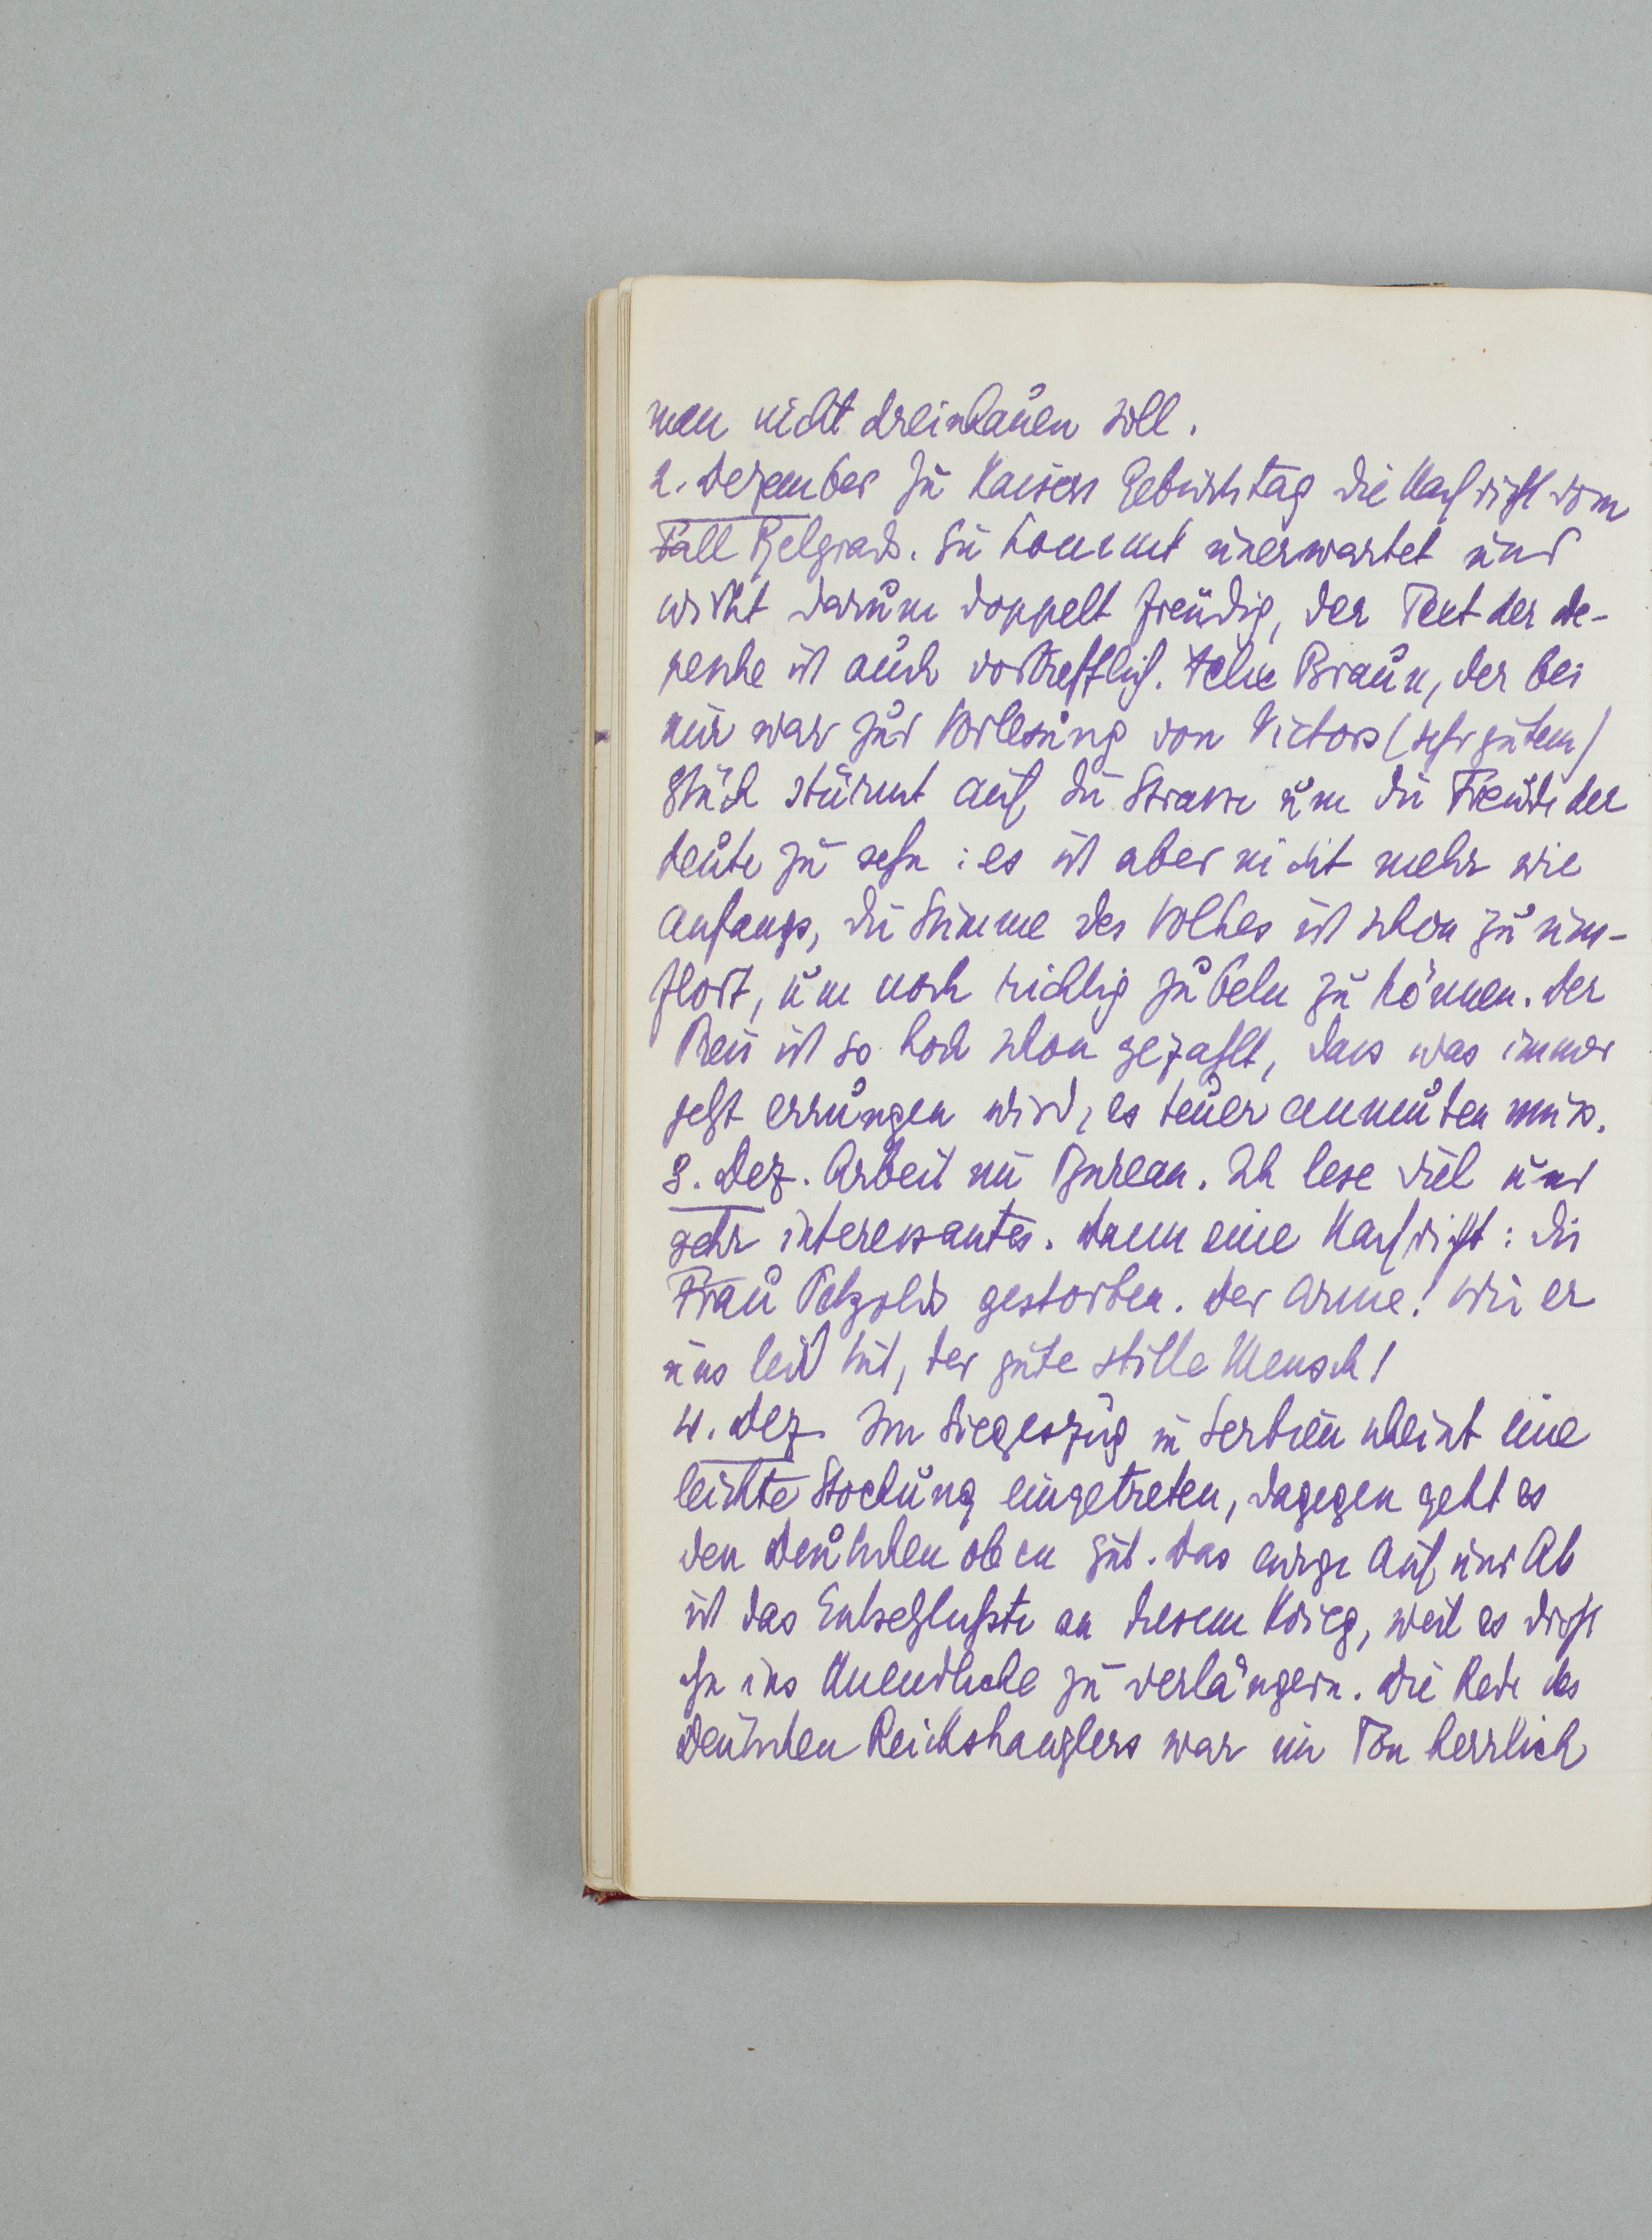 man nicht dreinhauen soll.
2. Dezember Zu Kaisers Geburtstag die Nachricht vom
Fall Belgrads. Sie kommt unerwartet und
wirkt darum doppelt freudig, der Text der De-
pesche ist auch vortrefflich. Felix Braun, der bei
mir war zur Vorlesung von Victors (sehr gutem)
Stück stürmt auf die Strasse um die Freude der
Leute zu sehn: es ist aber nicht mehr wie
Anfangs, die Stimme des Volkes ist schon zu um-
flort, um noch richtig jubeln zu können. Der
Preis ist so hoch schon gezahlt, dass was immer
jetzt errungen wird, es teuer anmuten muss.
3. Dez. Arbeit im Bureau. Ich lese viel und
sehr interessantes. Dann eine Nachricht: die
Frau Petzolds gestorben. Der Arme! Wie er
uns leid tut, der gute stille Mensch!
4. Dez. Im Siegeszug in Serbien scheint eine
leichte Stockung eingetreten, dagegen geht es
den Deutschen oben gut. Das ewige Auf und Ab
ist das Entsetzlichste an diesem Krieg, weil es droht
ihn ins Unendliche zu verlängern. Die Rede des
Deutschen Reichskanzlers war im Ton herrlich